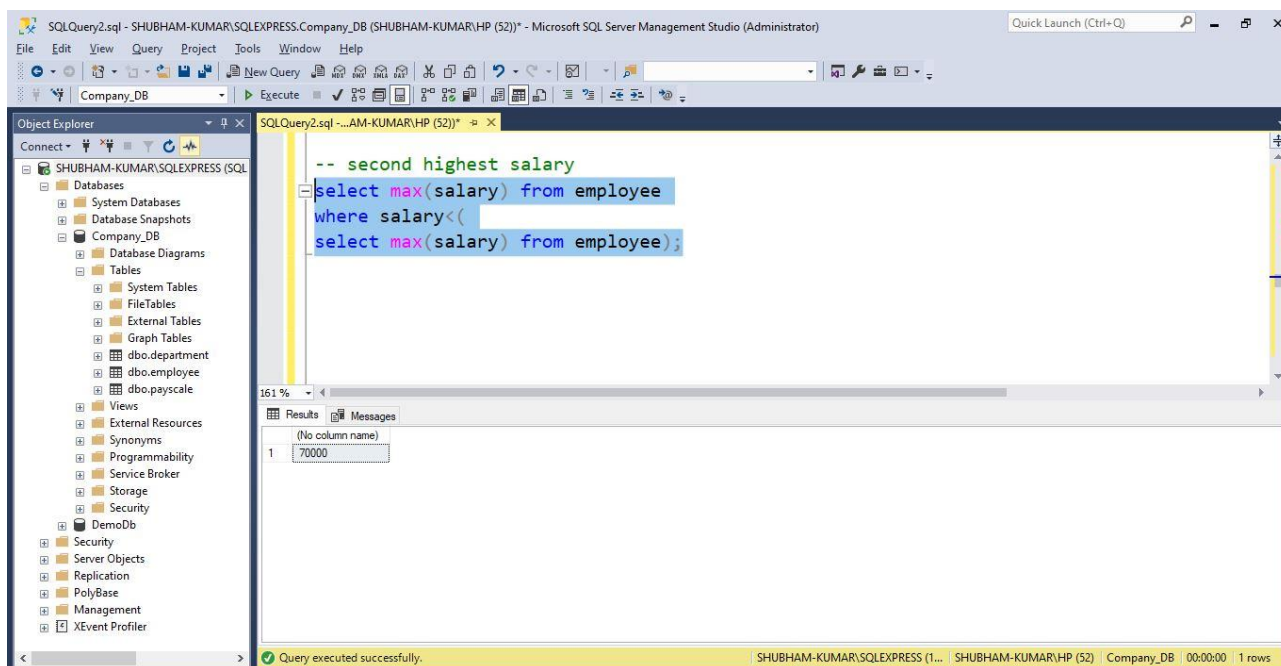 SQLQuery2.sql - SHUBHAM-KUMAR\SQLEXPRESS.Company_DB (SHUBHAM-KUMAR\HP (52))* - Microsoft SQL Server Management Studio (Administrator)
Quick Launch (Ctrl+Q)
File Edit View Query Project Tools Window Help
New Query
Company_DB
Execute
Object Explorer
SQLQuery2.sql -...AM-KUMAR\HP (52))*
Connect
SHUBHAM-KUMAR\SQLEXPRESS (SQL
Databases
System Databases
Database Snapshots
Company_DB
Database Diagrams
Tables
System Tables
FileTables
External Tables
Graph Tables
dbo.department
dbo.employee
dbo.payscale
Views
External Resources
Synonyms
Programmability
Service Broker
Storage
Security
DemoDb
Security
Server Objects
Replication
PolyBase
Management
XEvent Profiler
-- second highest salary
select max(salary) from employee
where salary<(
select max(salary) from employee);
161 %
Results Messages
(No column name)
1 70000
Query executed successfully.
SHUBHAM-KUMAR\SQLEXPRESS (1... SHUBHAM-KUMAR\HP (52) Company_DB 00:00:00 1 rows